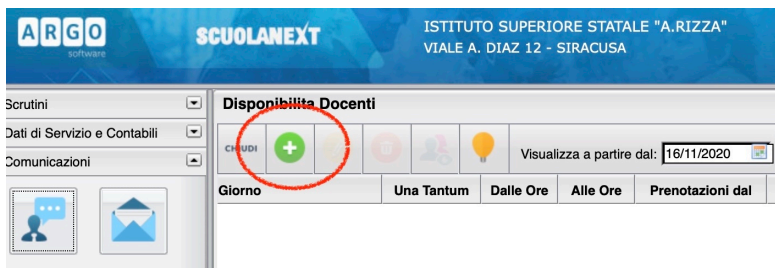 ARGO
software
SCUOLANEXT
ISTITUTO SUPERIORE STATALE "A.RIZZA"
VIALE A. DIAZ 12 - SIRACUSA
Scrutini
Dati di Servizio e Contabili
Comunicazioni
Disponibilita Docenti
CHIUDI
Visualizza a partire dal: 16/11/2020
Giorno Una Tantum Dalle Ore Alle Ore Prenotazioni dal